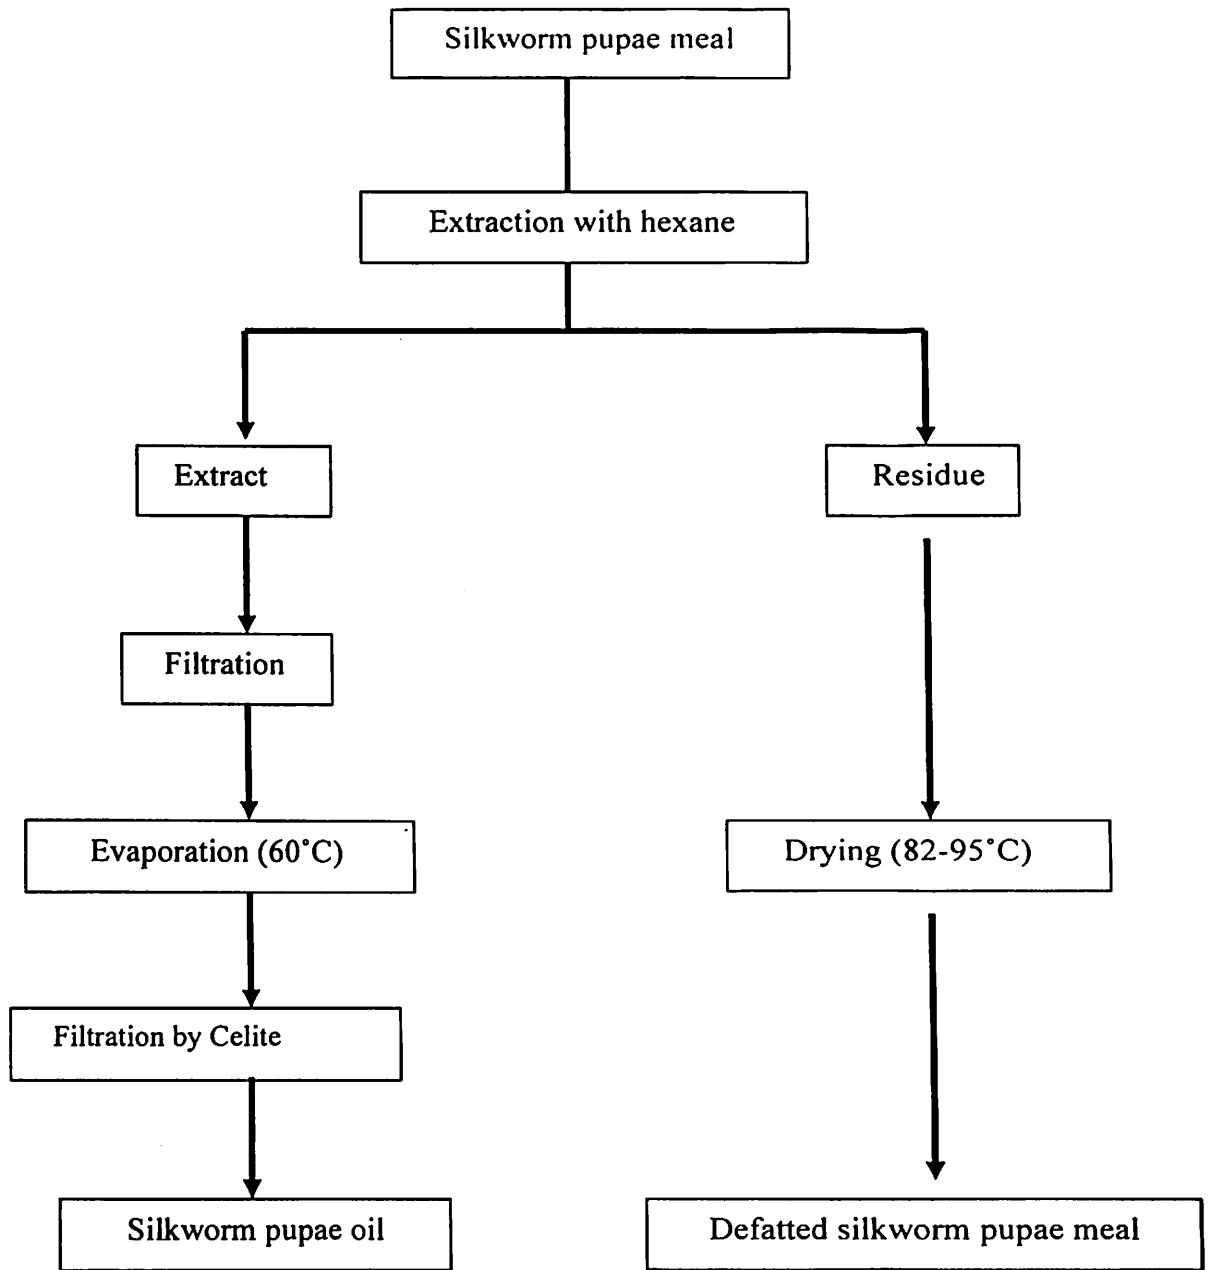 Silkworm pupae meal
Extraction with hexane
Extract
Residue
Filtration
Evaporation (60°C)
Drying (82-95°C)
Filtration by Celite
Silkworm pupae oil
Defatted silkworm pupae meal